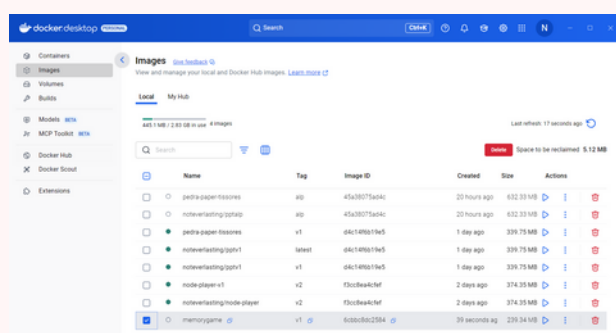 docker.desktop PERSONAL
Search
Ctrl+K
N
Containers
Images
Volumes
Builds
Models BETA
MCP Toolkit BETA
Docker Hub
Docker Scout
Extensions
Images Give feedback
View and manage your local and Docker Hub images. Learn more
Local My Hub
445.1 MB / 2.83 GB in use 4 images
Last refresh: 17 seconds ago
Search
Delete Space to be reclaimed 5.12 MB
Name Tag Image ID Created Size Actions
pedra-paper-tissores alp 45a38075ad4c 20 hours ago 632.33 MB
noteverlasting/pptalp alp 45a38075ad4c 20 hours ago 632.33 MB
pedra-paper-tissores v1 d4c14f6b19e5 1 day ago 339.75 MB
noteverlasting/pptv1 latest d4c14f6b19e5 1 day ago 339.75 MB
noteverlasting/pptv1 v1 d4c14f6b19e5 1 day ago 339.75 MB
node-player-v1 v2 f3cc8ea4cfef 2 days ago 374.35 MB
noteverlasting/node-player v2 f3cc8ea4cfef 2 days ago 374.35 MB
memorygame v1 6cbbc8dc2584 39 seconds ag 239.34 MB